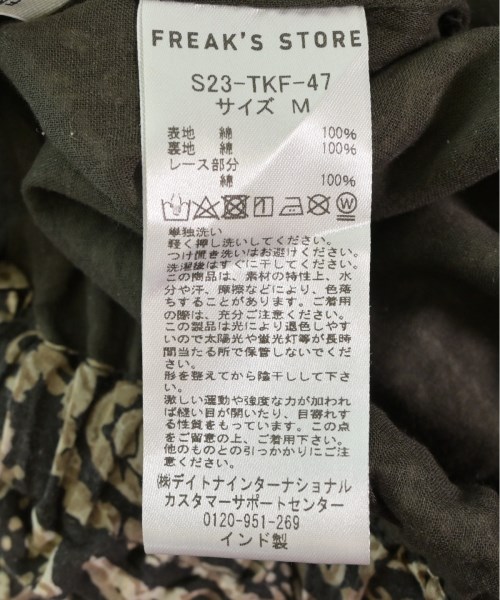 FREAK'S STORE
S23-TKF-47
サイズ M
表地 綿 100%
裏地 綿 100%
レース部分
綿 100%
単独洗い
軽く押し洗いしてください。
つけ置き洗いはお避けください。
洗濯後はすぐに干してください。
この商品は、素材の特性上、水
分や汗、摩擦などにより、色落
ちすることがあります。ご着用
の際は、充分ご注意ください。
この製品は光により退色しやす
いので太陽光や蛍光灯等が長時
間当たる所で保管しないでくだ
さい。
形を整えてから陰干しして下さ
い。
激しい運動や強度な力が加われ
ば縫い目が開いたり、目寄れす
る性質をもっています。この点
をご留意の上、ご着用下さい。
他のものとの引っかかりにご注
意ください。
㈱デイトナインターナショナル
カスタマーサポートセンター
0120-951-269
インド製